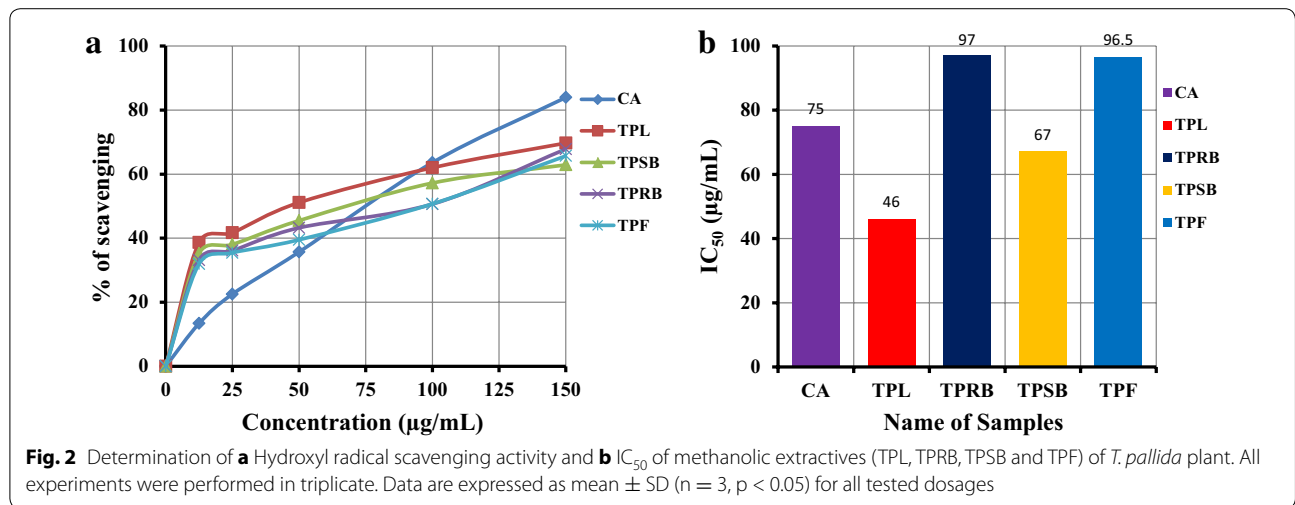 a
100
80
60
40
20
0
% of scavenging
0 25 50 75 100 125 150
Concentration (µg/mL)
CA
TPL
TPSB
TPRB
TPF
b
100
80
60
40
20
0
IC50 (µg/mL)
75
46
97
67
96.5
CA TPL TPRB TPSB TPF
Name of Samples
CA
TPL
TPRB
TPSB
TPF
Fig. 2 Determination of a Hydroxyl radical scavenging activity and b IC50 of methanolic extractives (TPL, TPRB, TPSB and TPF) of T. pallida plant. All
experiments were performed in triplicate. Data are expressed as mean ± SD (n = 3, p < 0.05) for all tested dosages